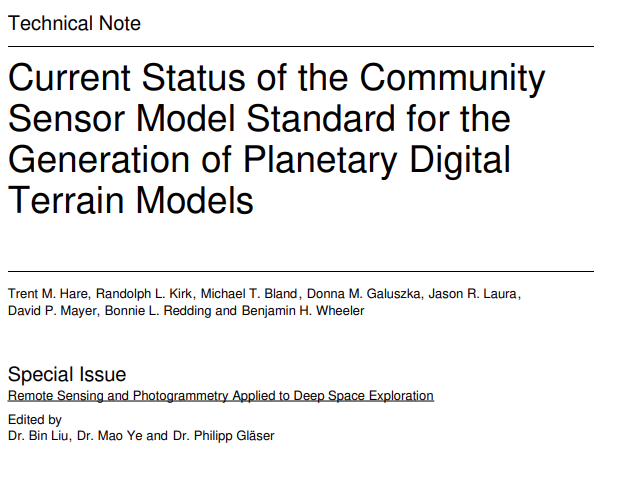 Technical Note
Current Status of the Community
Sensor Model Standard for the
Generation of Planetary Digital
Terrain Models
Trent M. Hare, Randolph L. Kirk, Michael T. Bland, Donna M. Galuszka, Jason R. Laura,
David P. Mayer, Bonnie L. Redding and Benjamin H. Wheeler
Special Issue
Remote Sensing and Photogrammetry Applied to Deep Space Exploration
Edited by
Dr. Bin Liu, Dr. Mao Ye and Dr. Philipp Gläser